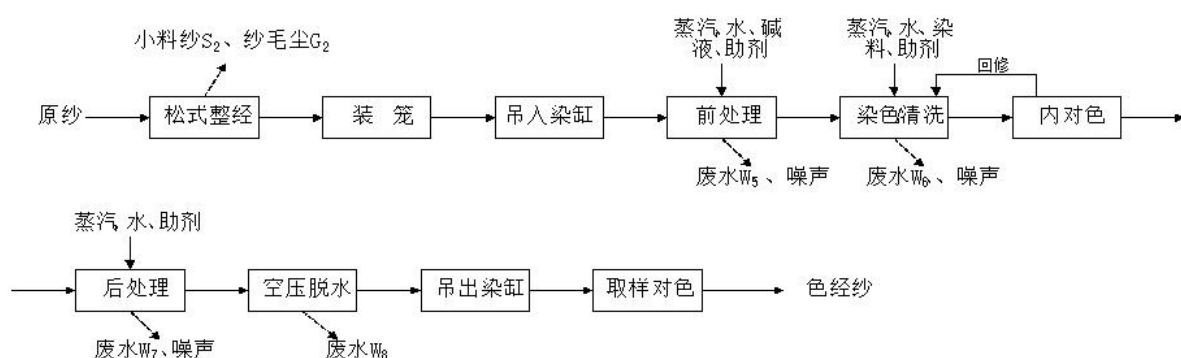 小料纱S₂、纱毛尘G₂
蒸汽、水、碱
液、助剂
蒸汽、水、染
料、助剂
回修
原纱
松式整经
装 笼
吊入染缸
前处理
染色清洗
内对色
废水W₅、噪声
废水W₆、噪声
蒸汽、水、助剂
后处理
空压脱水
吊出染缸
取样对色
色经纱
废水W₇、噪声
废水W₈